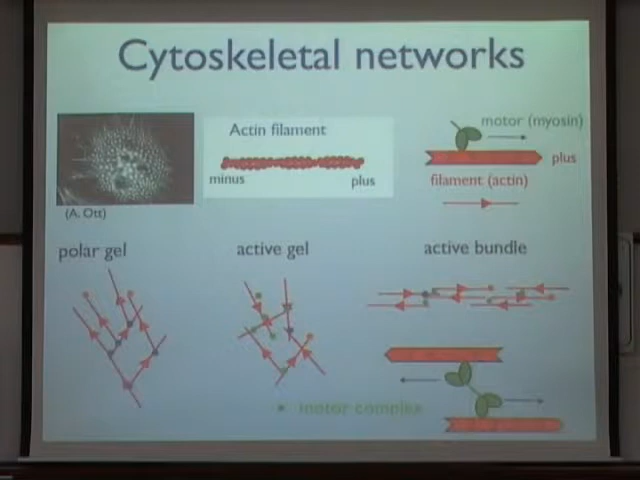 Cytoskeletal networks
Actin filament
minus
plus
motor (myosin)
plus
filament (actin)
(A. Ott)
polar gel
active gel
active bundle
motor complex